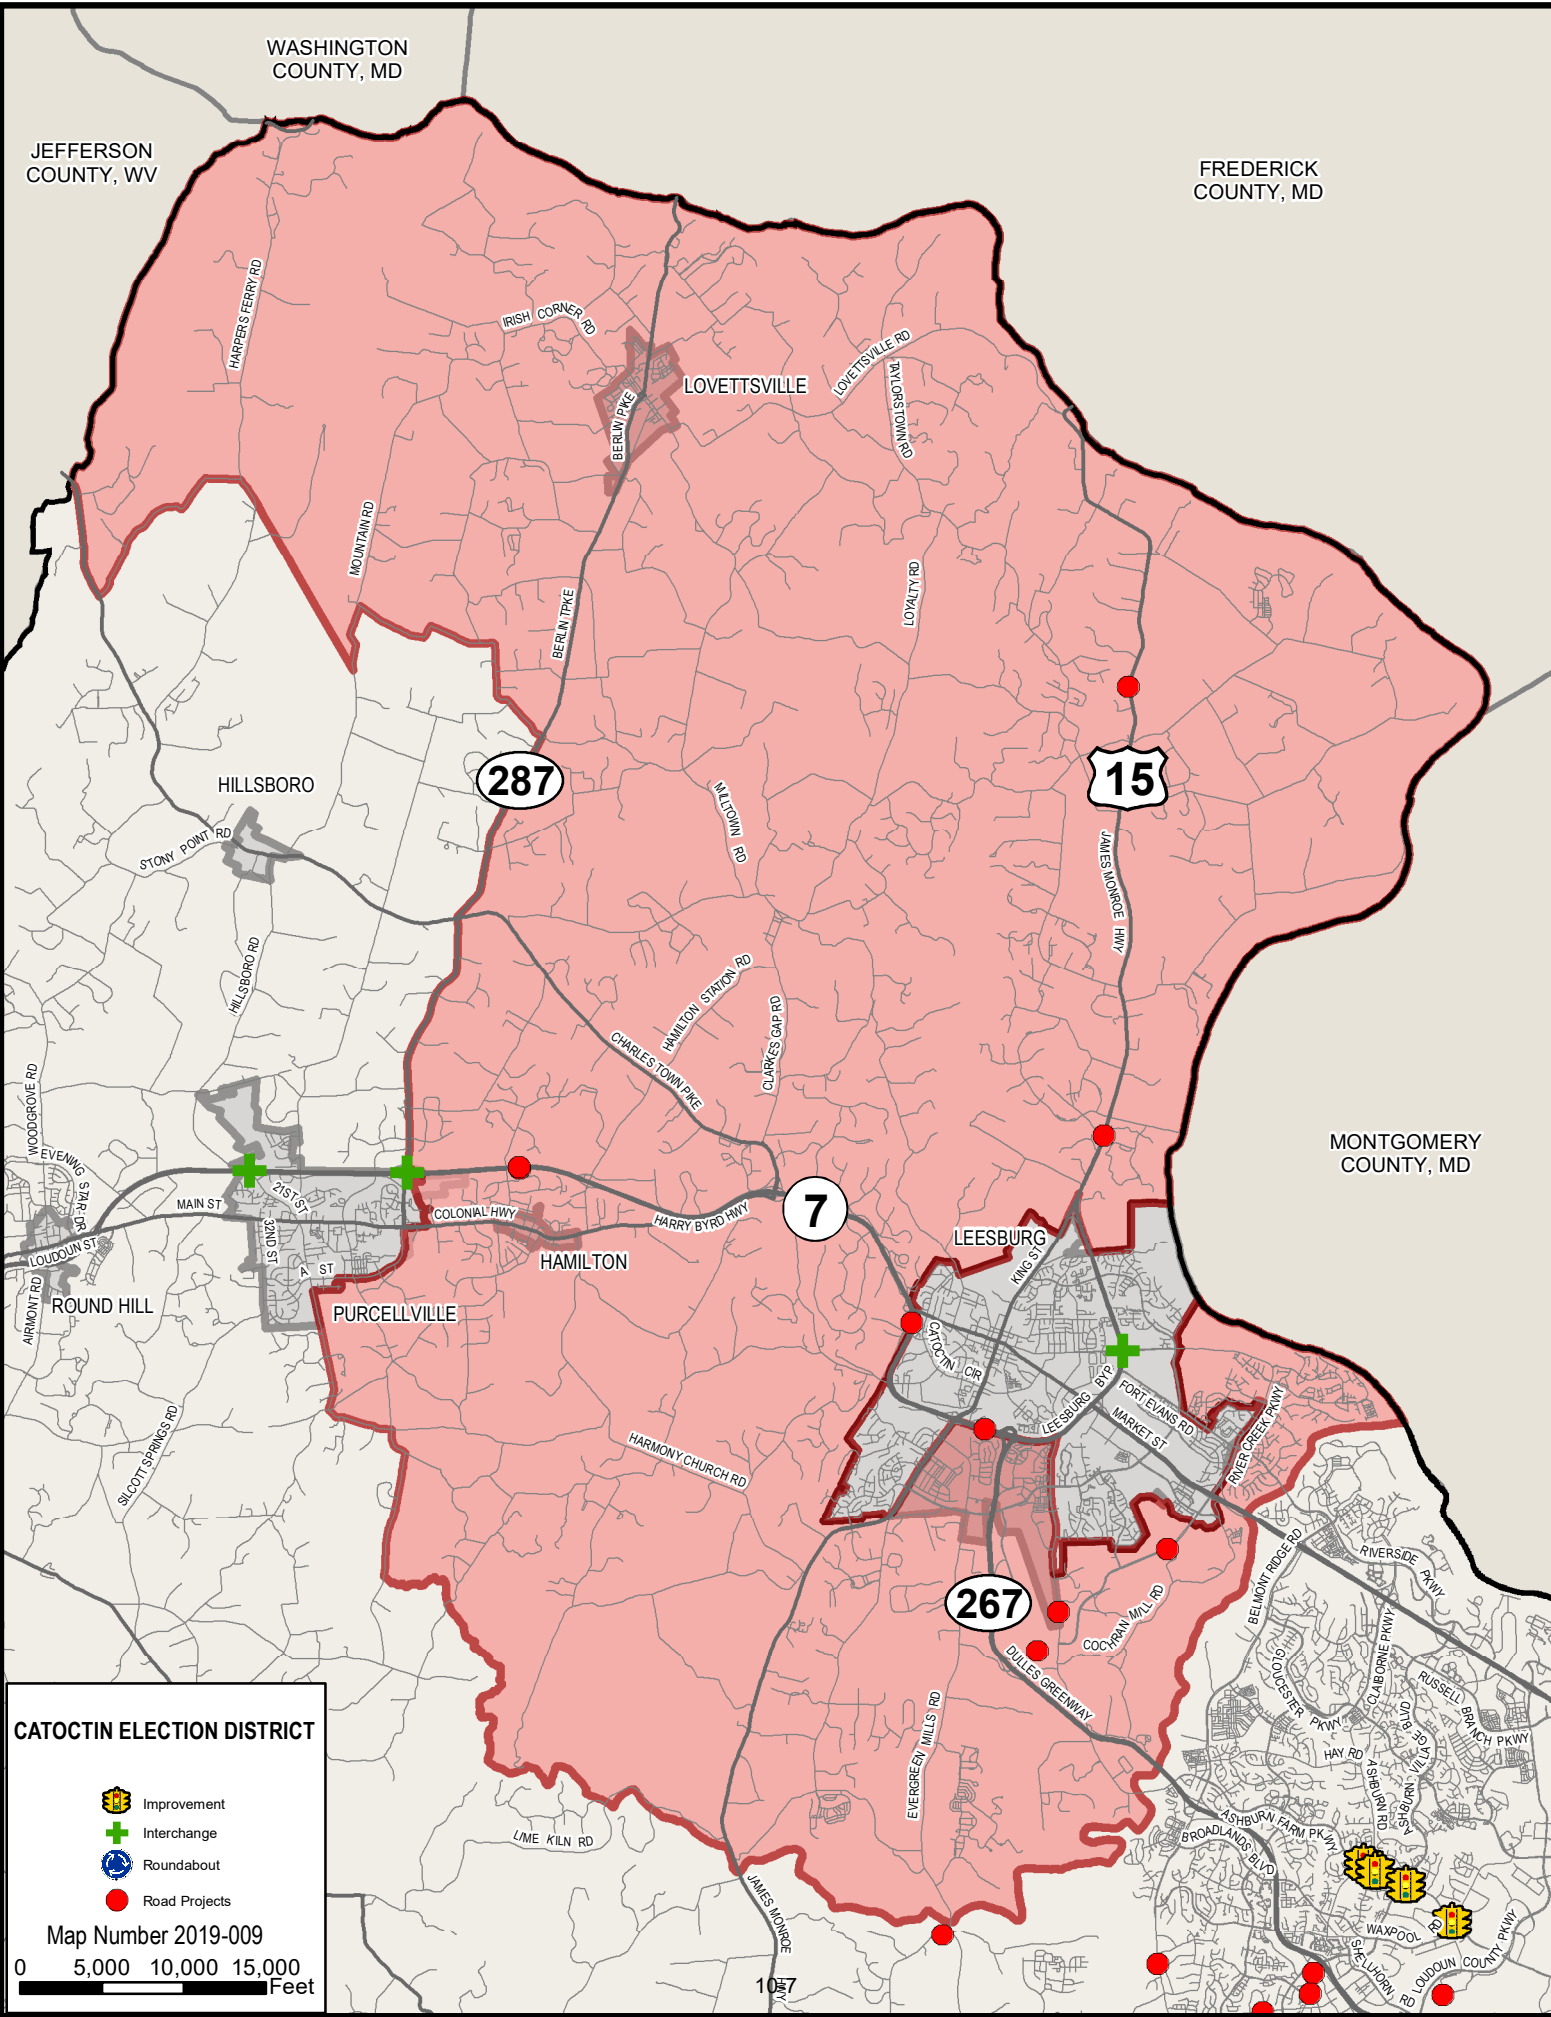 WASHINGTON
COUNTY, MD
JEFFERSON
COUNTY, WV
FREDERICK
COUNTY, MD
HARPERS FERRY RD
IRISH CORNER RD
LOVETTSVILLE RD
TAYLORSTOWN RD
LOVETTSVILLE
BERLIN PIKE
MOUNTAIN RD
BERLIN TPKE
LOYALTY RD
287
15
HILLSBORO
STONY POINT RD
MILLTOWN RD
JAMES MONROE HWY
HILLSBORO RD
HAMILTON STATION RD
CHARLES TOWN PIKE
CLARKES GAP RD
WOODGROVE RD
EVENING STAR DR
MONTGOMERY
COUNTY, MD
MAIN ST
21ST ST
32ND ST
A ST
COLONIAL HWY
HARRY BYRD HWY
7
HAMILTON
LEESBURG
KING ST
LOUDOUN ST
AIRMONT RD
ROUND HILL
PURCELLVILLE
CATOCTIN CIR
LEESBURG BYP
FORT EVANS RD
MARKET ST
RIVER CREEK PKWY
SILCOTT SPRINGS RD
HARMONY CHURCH RD
BELMONT RIDGE RD
RIVERSIDE PKWY
267
COCHRAN MILL RD
DULLES GREENWAY
EVERGREEN MILLS RD
GLOUCESTER PKWY
CLAIBORNE PKWY
RUSSELL BRANCH PKWY
HAY RD
ASHBURN RD
ASHBURN VILLAGE BLVD
ASHBURN FARM PKWY
BROADLANDS BLVD
LIME KILN RD
JAMES MONROE HWY
WAXPOOL RD
SHELLHORN RD
LOUDOUN COUNTY PKWY
CATOCTIN ELECTION DISTRICT
Improvement
Interchange
Roundabout
Road Projects
Map Number 2019-009
0 5,000 10,000 15,000
Feet
10-7